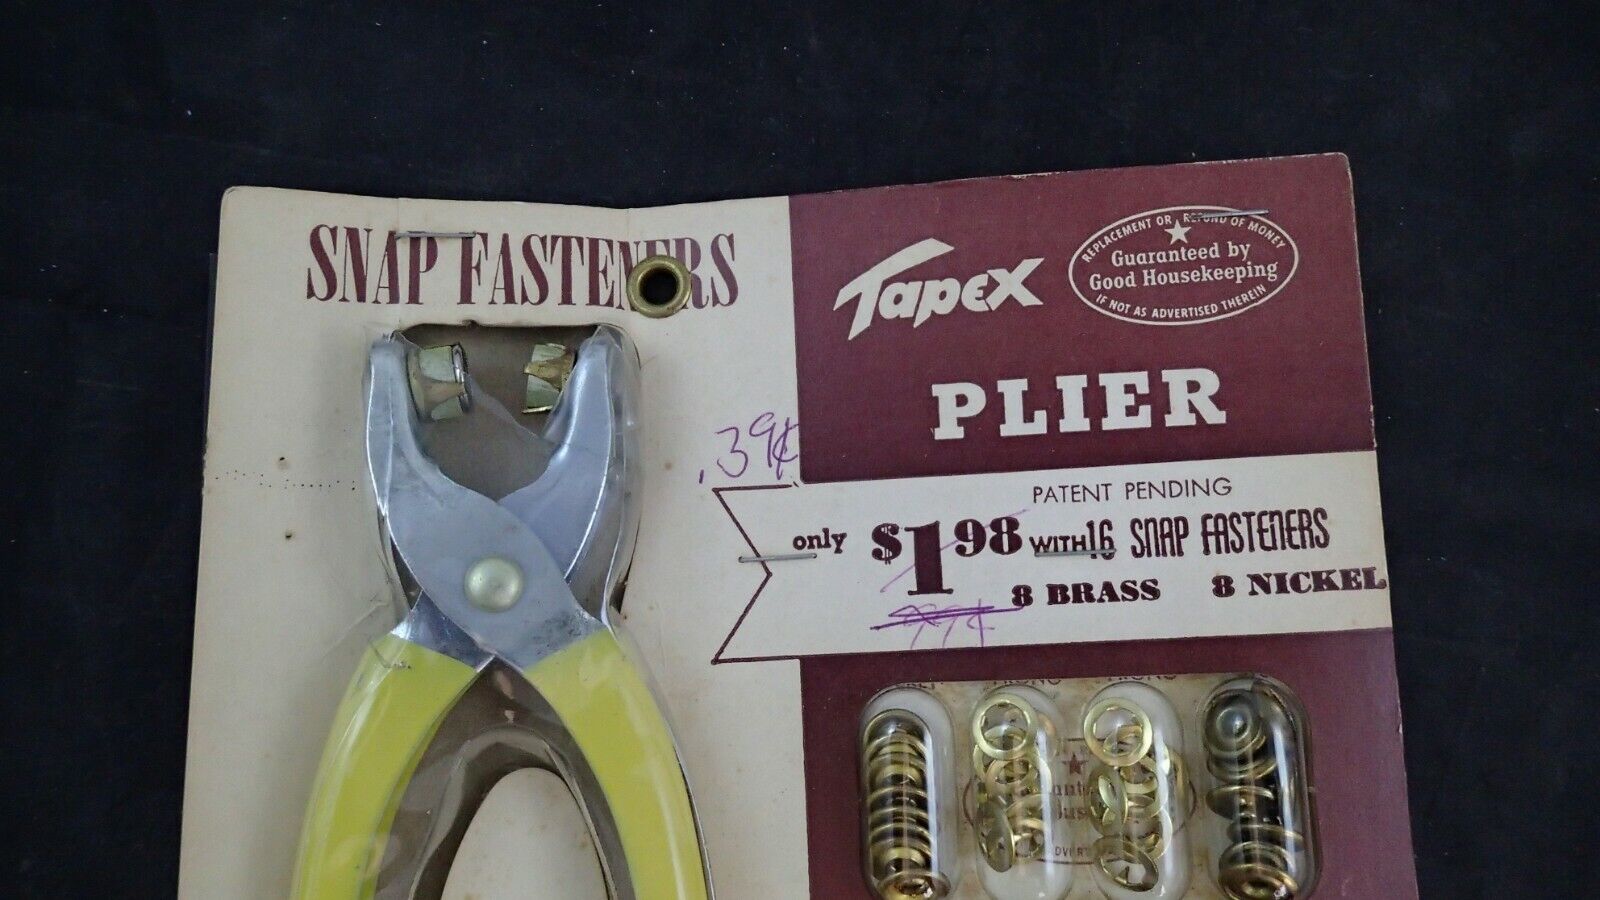 SNAP FASTENERS
Tapex
REPLACEMENT OR REFUND OF MONEY
Guaranteed by
Good Housekeeping
IF NOT AS ADVERTISED THEREIN
PLIER
.39¢
PATENT PENDING
only $1 98 WITH 16 SNAP FASTENERS
8 BRASS 8 NICKEL
99¢